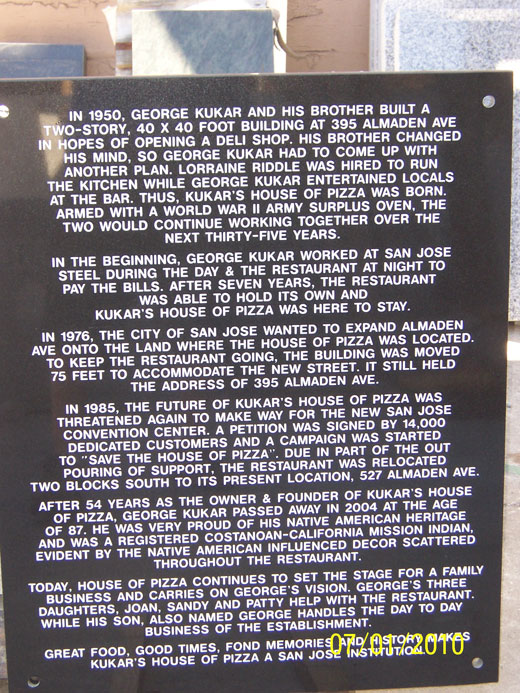 IN 1950, GEORGE KUKAR AND HIS BROTHER BUILT A
TWO-STORY, 40 X 40 FOOT BUILDING AT 395 ALMADEN AVE
IN HOPES OF OPENING A DELI SHOP. HIS BROTHER CHANGED
HIS MIND, SO GEORGE KUKAR HAD TO COME UP WITH
ANOTHER PLAN. LORRAINE RIDDLE WAS HIRED TO RUN
THE KITCHEN WHILE GEORGE KUKAR ENTERTAINED LOCALS
AT THE BAR. THUS, KUKAR'S HOUSE OF PIZZA WAS BORN.
ARMED WITH A WORLD WAR II ARMY SURPLUS OVEN, THE
TWO WOULD CONTINUE WORKING TOGETHER OVER THE
NEXT THIRTY-FIVE YEARS.
IN THE BEGINNING, GEORGE KUKAR WORKED AT SAN JOSE
STEEL DURING THE DAY & THE RESTAURANT AT NIGHT TO
PAY THE BILLS. AFTER SEVEN YEARS, THE RESTAURANT
WAS ABLE TO HOLD ITS OWN AND
KUKAR'S HOUSE OF PIZZA WAS HERE TO STAY.
IN 1976, THE CITY OF SAN JOSE WANTED TO EXPAND ALMADEN
AVE ONTO THE LAND WHERE THE HOUSE OF PIZZA WAS LOCATED.
TO KEEP THE RESTAURANT GOING, THE BUILDING WAS MOVED
75 FEET TO ACCOMMODATE THE NEW STREET. IT STILL HELD
THE ADDRESS OF 395 ALMADEN AVE.
IN 1985, THE FUTURE OF KUKAR'S HOUSE OF PIZZA WAS
THREATENED AGAIN TO MAKE WAY FOR THE NEW SAN JOSE
CONVENTION CENTER. A PETITION WAS SIGNED BY 14,000
DEDICATED CUSTOMERS AND A CAMPAIGN WAS STARTED
TO "SAVE THE HOUSE OF PIZZA". DUE IN PART OF THE OUT
POURING OF SUPPORT, THE RESTAURANT WAS RELOCATED
TWO BLOCKS SOUTH TO ITS PRESENT LOCATION, 527 ALMADEN AVE.
AFTER 54 YEARS AS THE OWNER & FOUNDER OF KUKAR'S HOUSE
OF PIZZA, GEORGE KUKAR PASSED AWAY IN 2004 AT THE AGE
OF 87. HE WAS VERY PROUD OF HIS NATIVE AMERICAN HERITAGE
AND WAS A REGISTERED COSTANOAN-CALIFORNIA MISSION INDIAN,
EVIDENT BY THE NATIVE AMERICAN INFLUENCED DECOR SCATTERED
THROUGHOUT THE RESTAURANT.
TODAY, HOUSE OF PIZZA CONTINUES TO SET THE STAGE FOR A FAMILY
BUSINESS AND CARRIES ON GEORGE'S VISION. GEORGE'S THREE
DAUGHTERS, JOAN, SANDY AND PATTY HELP WITH THE RESTAURANT.
WHILE HIS SON, ALSO NAMED GEORGE HANDLES THE DAY TO DAY
BUSINESS OF THE ESTABLISHMENT.
GREAT FOOD, GOOD TIMES, FOND MEMORIES AND HISTORY MAKES
KUKAR'S HOUSE OF PIZZA A SAN JOSE INSTITUTION.
07/01/2010